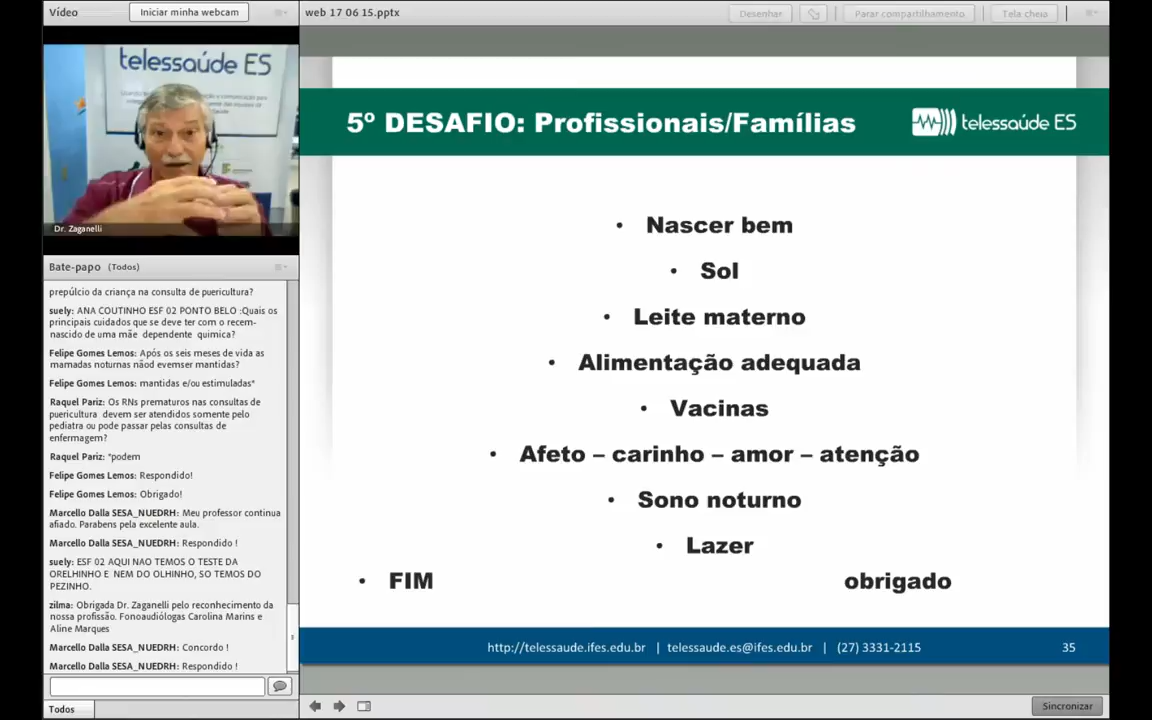 Vídeo
Iniciar minha webcam
web 17 06 15.pptx
Desenhar
Parar compartilhamento
Tela cheia
telessaúde ES
Dr. Zaganelli
5º DESAFIO: Profissionais/Famílias
telessaúde ES
• Nascer bem
• Sol
• Leite materno
• Alimentação adequada
• Vacinas
• Afeto – carinho – amor – atenção
• Sono noturno
• Lazer
• FIM obrigado
http://telessaude.ifes.edu.br | telessaude.es@ifes.edu.br | (27) 3331-2115 35
Bate-papo (Todos)
prepúcio da criança na consulta de puericultura?
suely: ANA COUTINHO ESF 02 PONTO BELO :Quais os
principais cuidados que se deve ter com o recem-
nascido de uma mãe dependente quimica?
Felipe Gomes Lemos: Após os seis meses de vida as
mamadas noturnas nãod evemser mantidas?
Felipe Gomes Lemos: mantidas e/ou estimuladas*
Raquel Pariz: Os RNs prematuros nas consultas de
puericultura devem ser atendidos somente pelo
pediatra ou pode passar pelas consultas de
enfermagem?
Raquel Pariz: *podem
Felipe Gomes Lemos: Respondido!
Felipe Gomes Lemos: Obrigado!
Marcello Dalla SESA_NUEDRH: Meu professor continua
afiado. Parabens pela excelente aula.
Marcello Dalla SESA_NUEDRH: Respondido !
suely: ESF 02 AQUI NAO TEMOS O TESTE DA
ORELHINHO E NEM DO OLHINHO, SO TEMOS DO
PEZINHO.
zilma: Obrigada Dr. Zaganelli pelo reconhecimento da
nossa profissão. Fonoaudiólogas Carolina Marins e
Aline Marques
Marcello Dalla SESA_NUEDRH: Concordo !
Marcello Dalla SESA_NUEDRH: Respondido !
Todos
Sincronizar